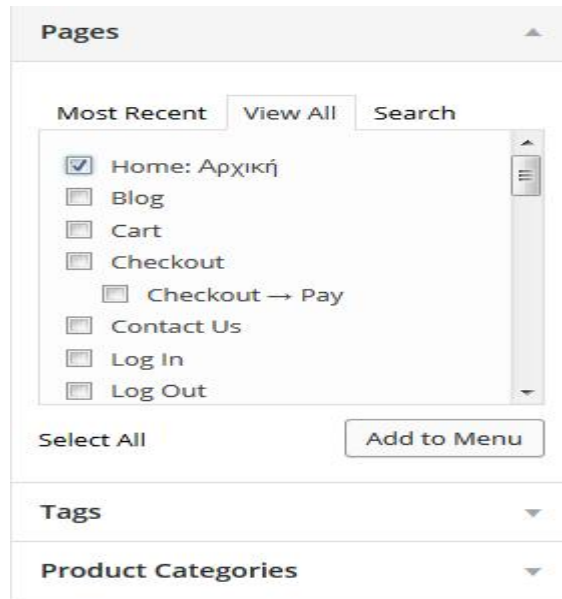 Pages
Most Recent View All Search
Home: Αρχική
Blog
Cart
Checkout
Checkout → Pay
Contact Us
Log In
Log Out
Select All Add to Menu
Tags
Product Categories